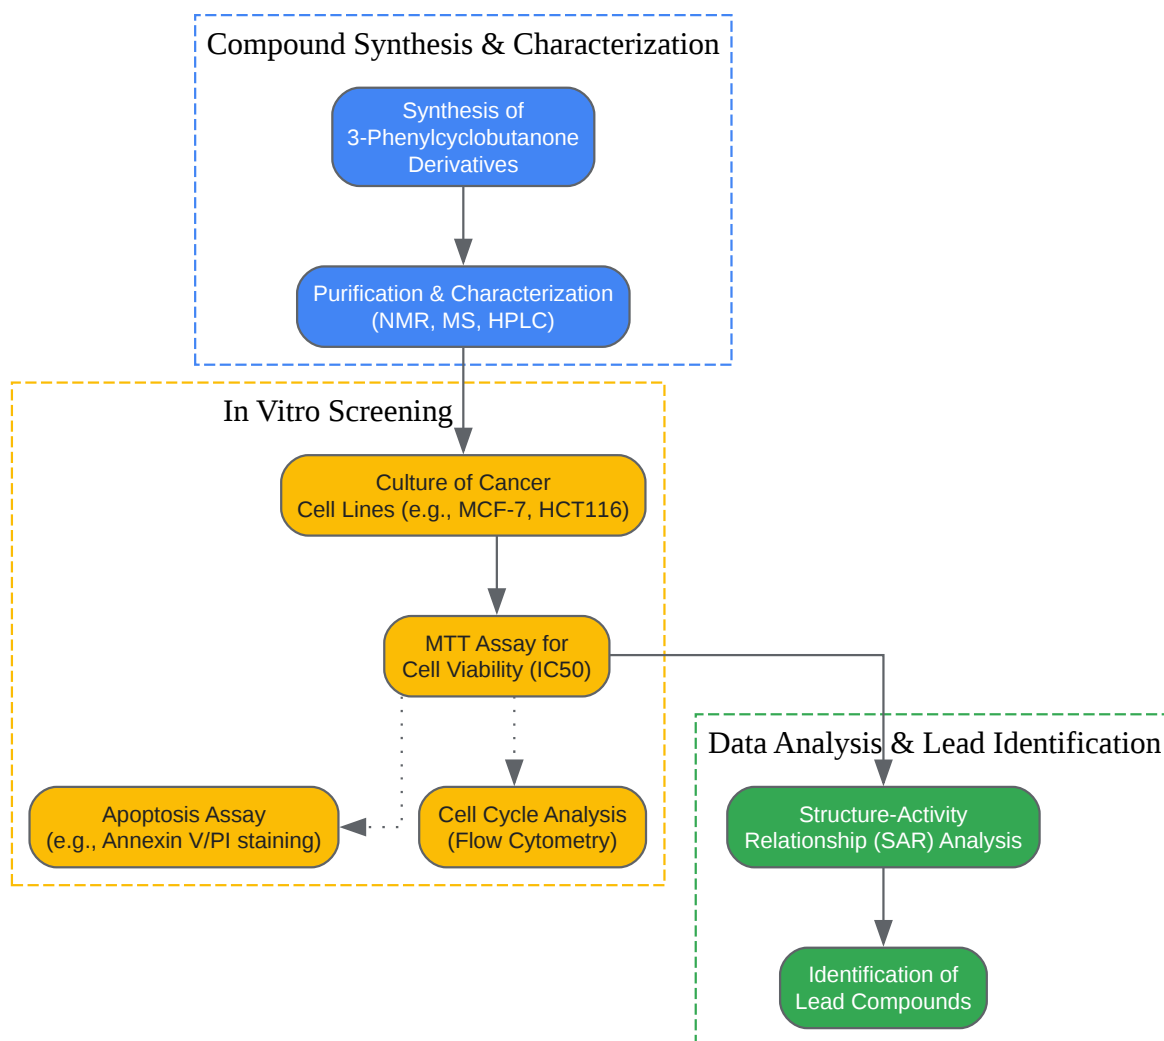 Compound Synthesis & Characterization
Synthesis of
3-Phenylcyclobutanone
Derivatives
Purification & Characterization
(NMR, MS, HPLC)
In Vitro Screening
Culture of Cancer
Cell Lines (e.g., MCF-7, HCT116)
MTT Assay for
Cell Viability (IC50)
Apoptosis Assay
(e.g., Annexin V/PI staining)
Cell Cycle Analysis
(Flow Cytometry)
Data Analysis & Lead Identification
Structure-Activity
Relationship (SAR) Analysis
Identification of
Lead Compounds